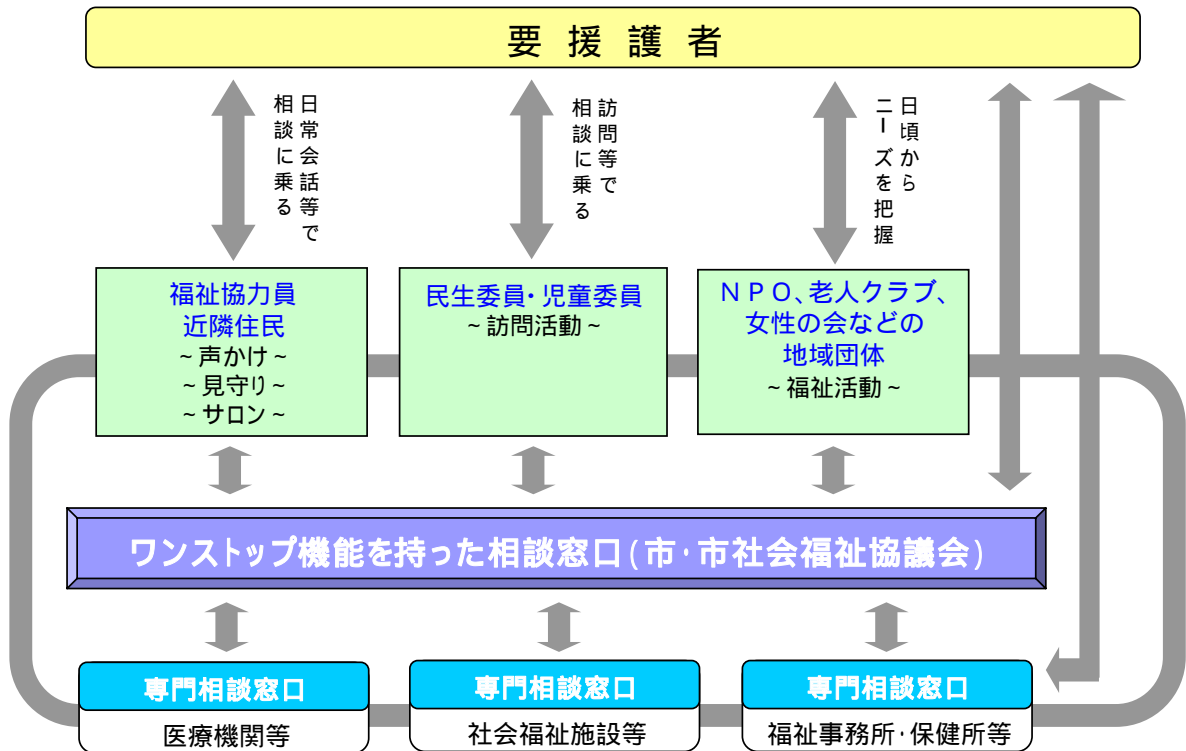 要援護者
日常会話等で
相談に乗る
訪問等で
相談に乗る
日頃から
ニーズを把握
福祉協力員
近隣住民
~声かけ~
~見守り~
~サロン~
民生委員・児童委員
~訪問活動~
NPO、老人クラブ、
女性の会などの
地域団体
~福祉活動~
ワンストップ機能を持った相談窓口(市・市社会福祉協議会)
専門相談窓口
医療機関等
専門相談窓口
社会福祉施設等
専門相談窓口
福祉事務所・保健所等